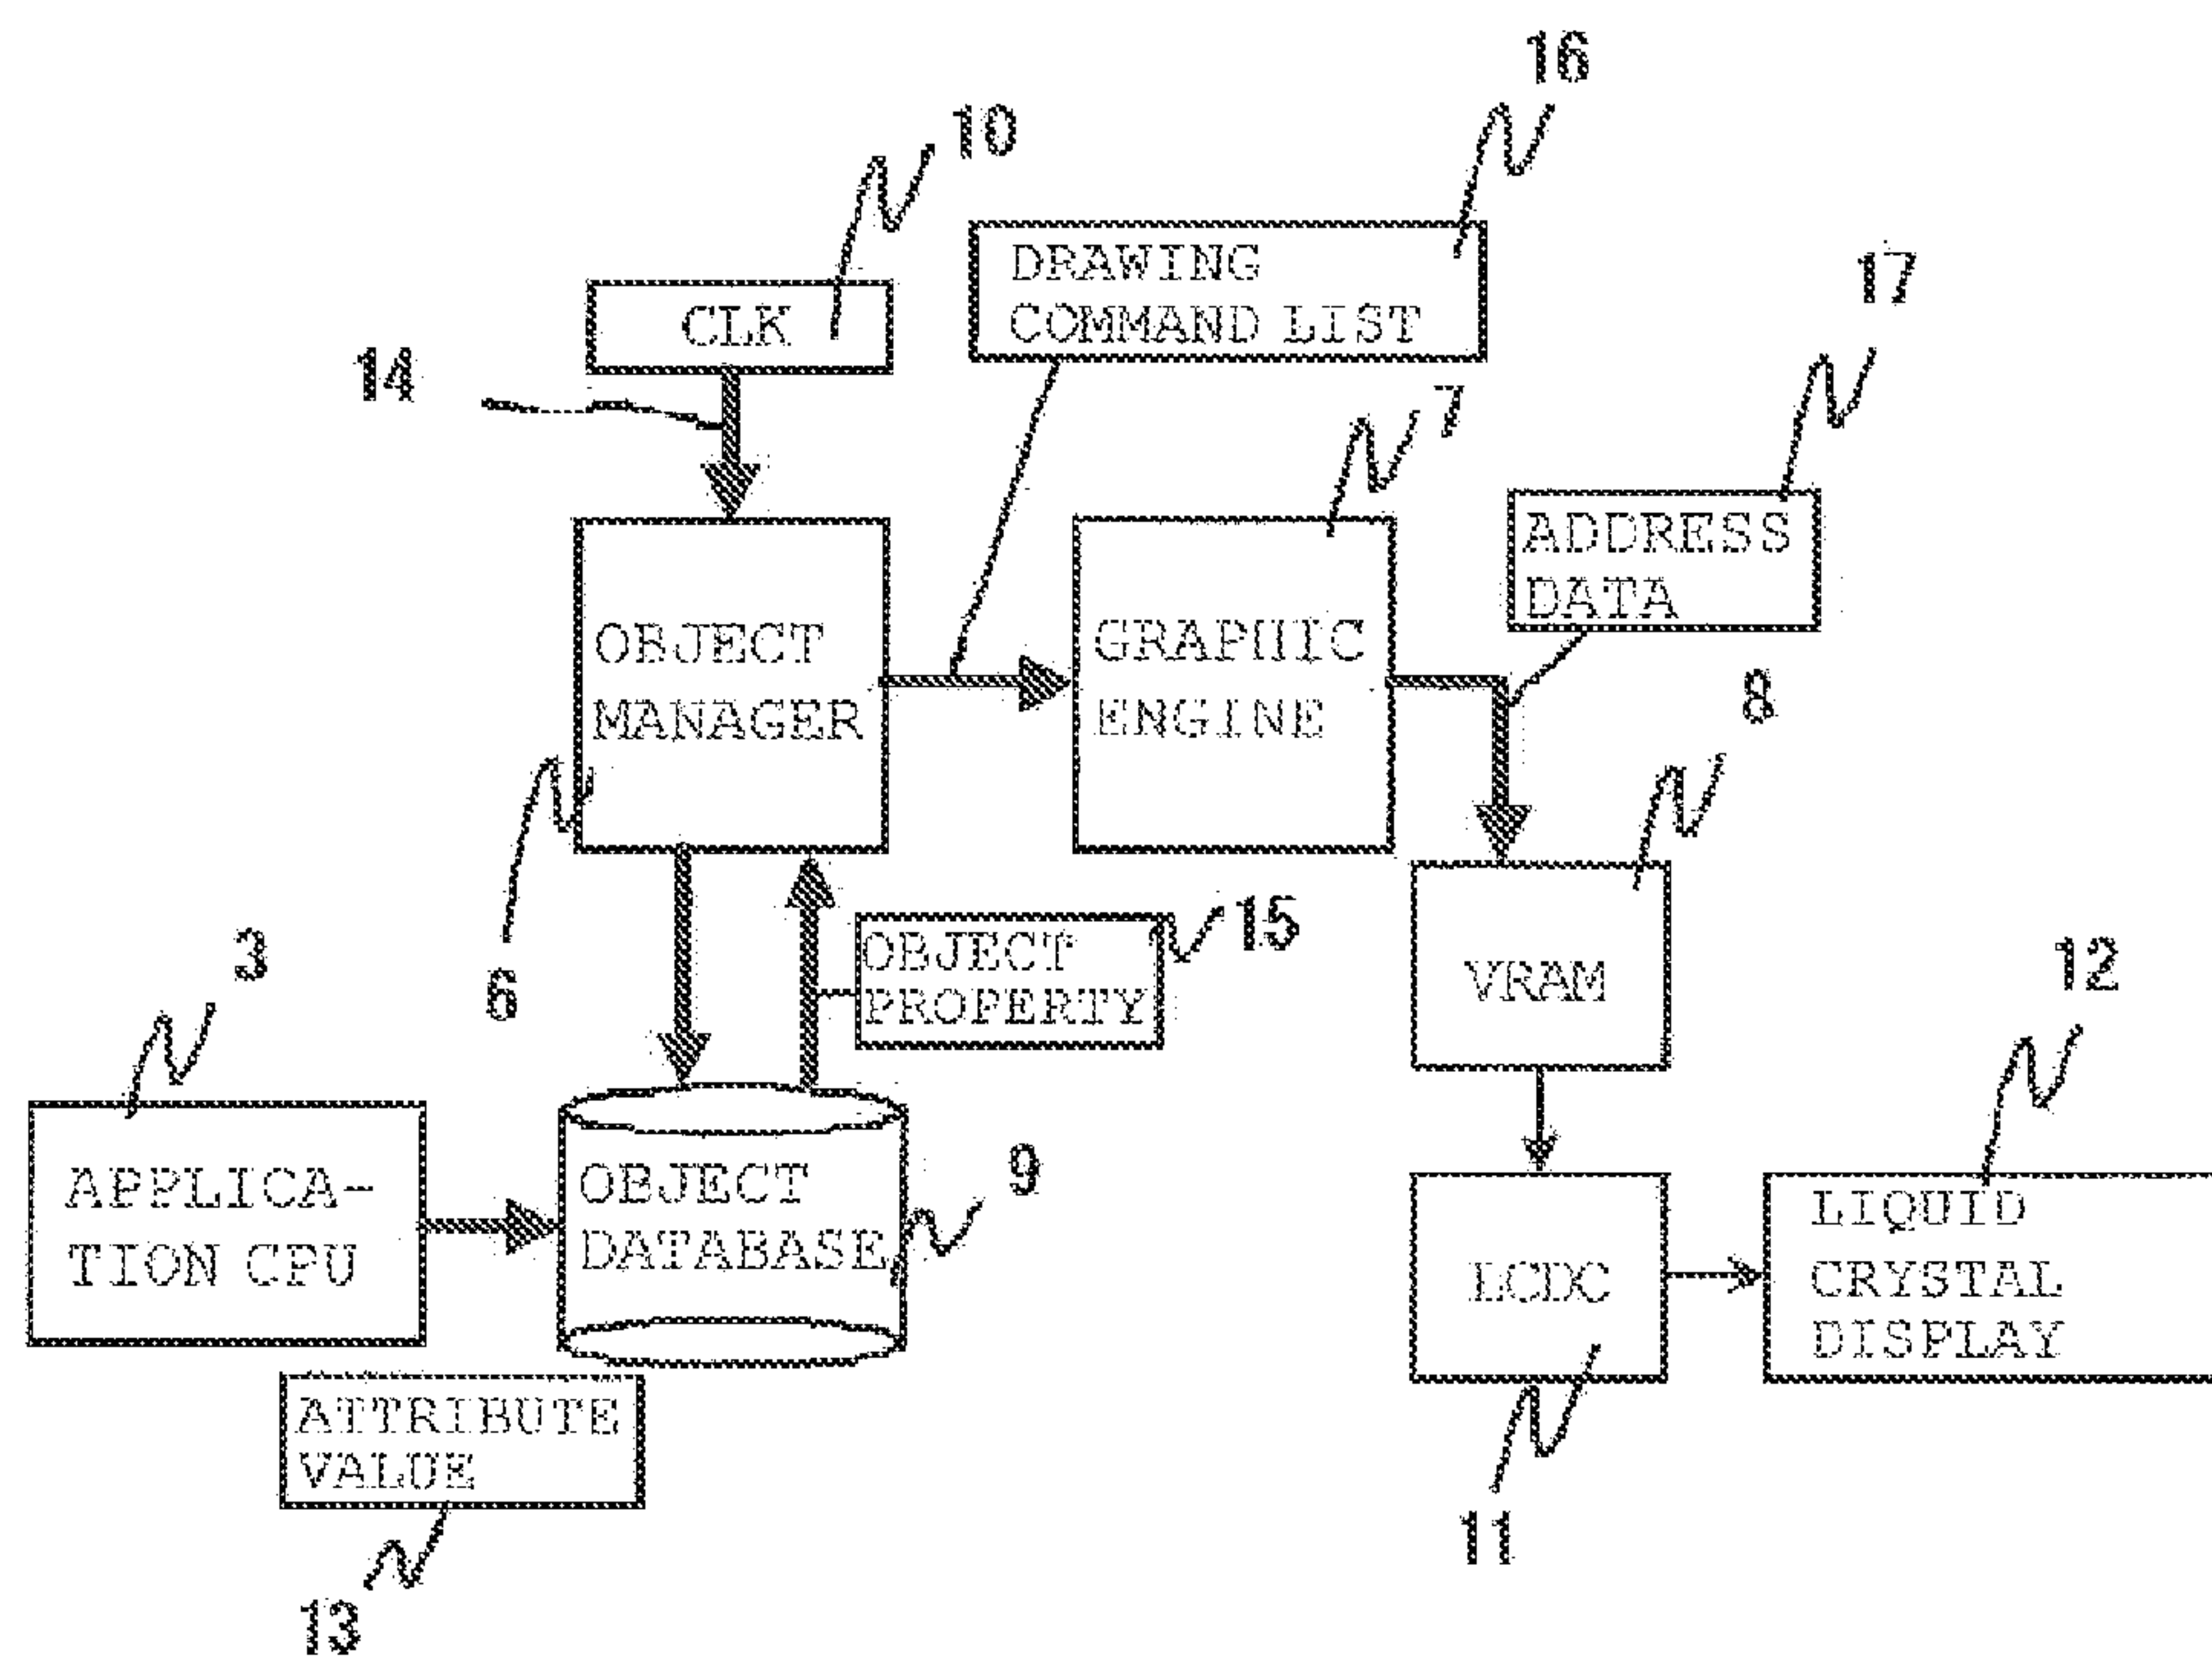 16
10
DRAWING
COMMAND LIST
17
CLK
14
7
ADDRESS
DATA
OBJECT
MANAGER
GRAPHIC
ENGINE
8
VRAM
6
OBJECT
PROPERTY
15
3
12
APPLICA-
TION CPU
OBJECT
DATABASE
9
LCDC
LIQUID
CRYSTAL
DISPLAY
ATTRIBUTE
VALUE
11
13